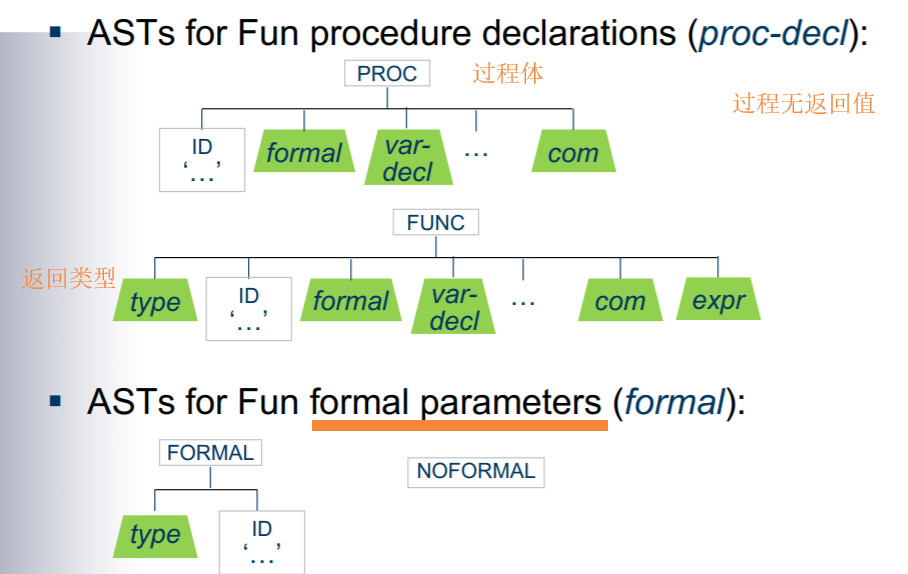 ▪ ASTs for Fun procedure declarations (proc-decl):
PROC 过程体
过程无返回值
ID
‘…’
formal
var-
decl
…
com
FUNC
返回类型
type
ID
‘…’
formal
var-
decl
…
com
expr
▪ ASTs for Fun formal parameters (formal):
FORMAL
NOFORMAL
type
ID
‘…’